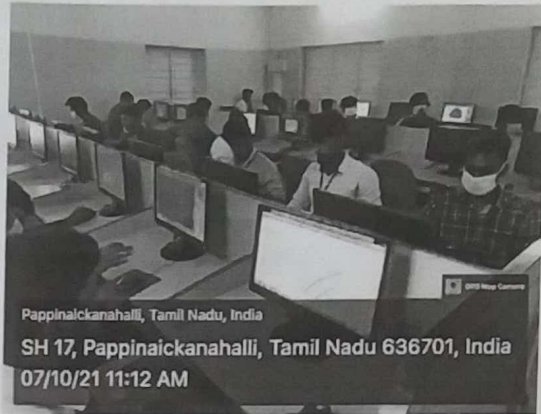 GPS Map Camera
Pappinaickanahalli, Tamil Nadu, India
SH 17, Pappinaickanahalli, Tamil Nadu 636701, India
07/10/21 11:12 AM